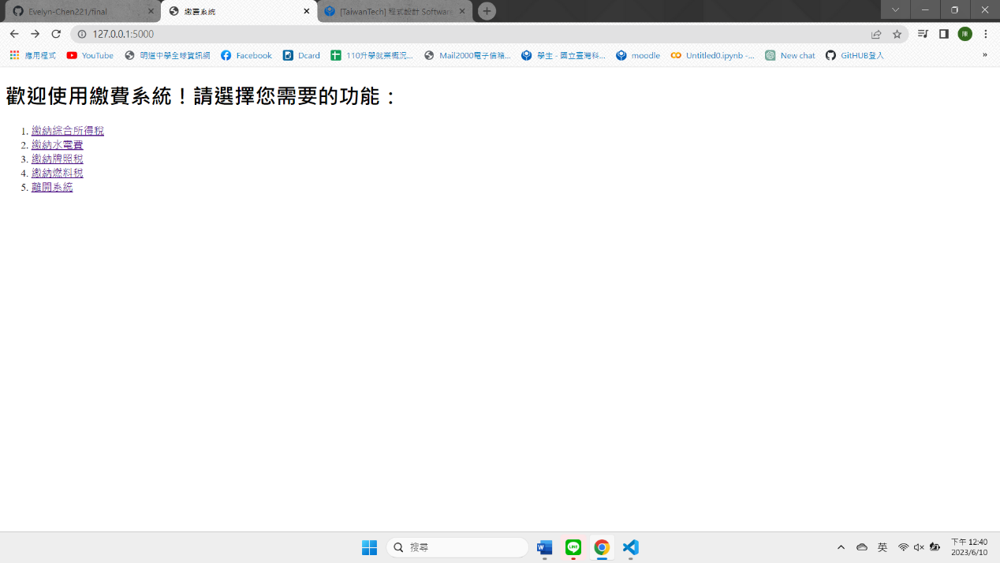 Evelyn-Chen221/final
繳費系統
[TaiwanTech] 程式設計 Software
127.0.0.1:5000
陳
應用程式
YouTube
明道中學全球資訊網
Facebook
Dcard
110升學就業概況...
Mail2000電子信箱...
學生 - 國立臺灣科...
moodle
Untitled0.ipynb -...
New chat
GitHUB登入
»
歡迎使用繳費系統！請選擇您需要的功能：
1. 繳納綜合所得稅
2. 繳納水電費
3. 繳納牌照稅
4. 繳納燃料稅
5. 離開系統
搜尋
英
下午 12:40
2023/6/10